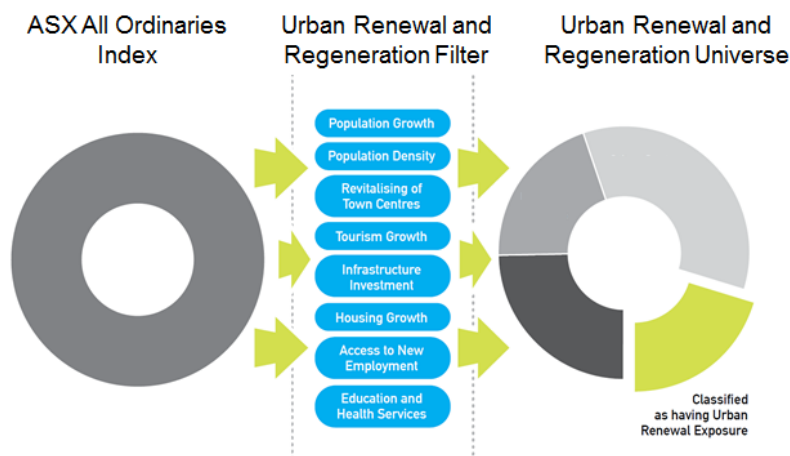 ASX All Ordinaries
Index
Urban Renewal and
Regeneration Filter
Urban Renewal and
Regeneration Universe
Population Growth
Population Density
Revitalising of
Town Centres
Tourism Growth
Infrastructure
Investment
Housing Growth
Access to New
Employment
Education and
Health Services
Classified
as having Urban
Renewal Exposure